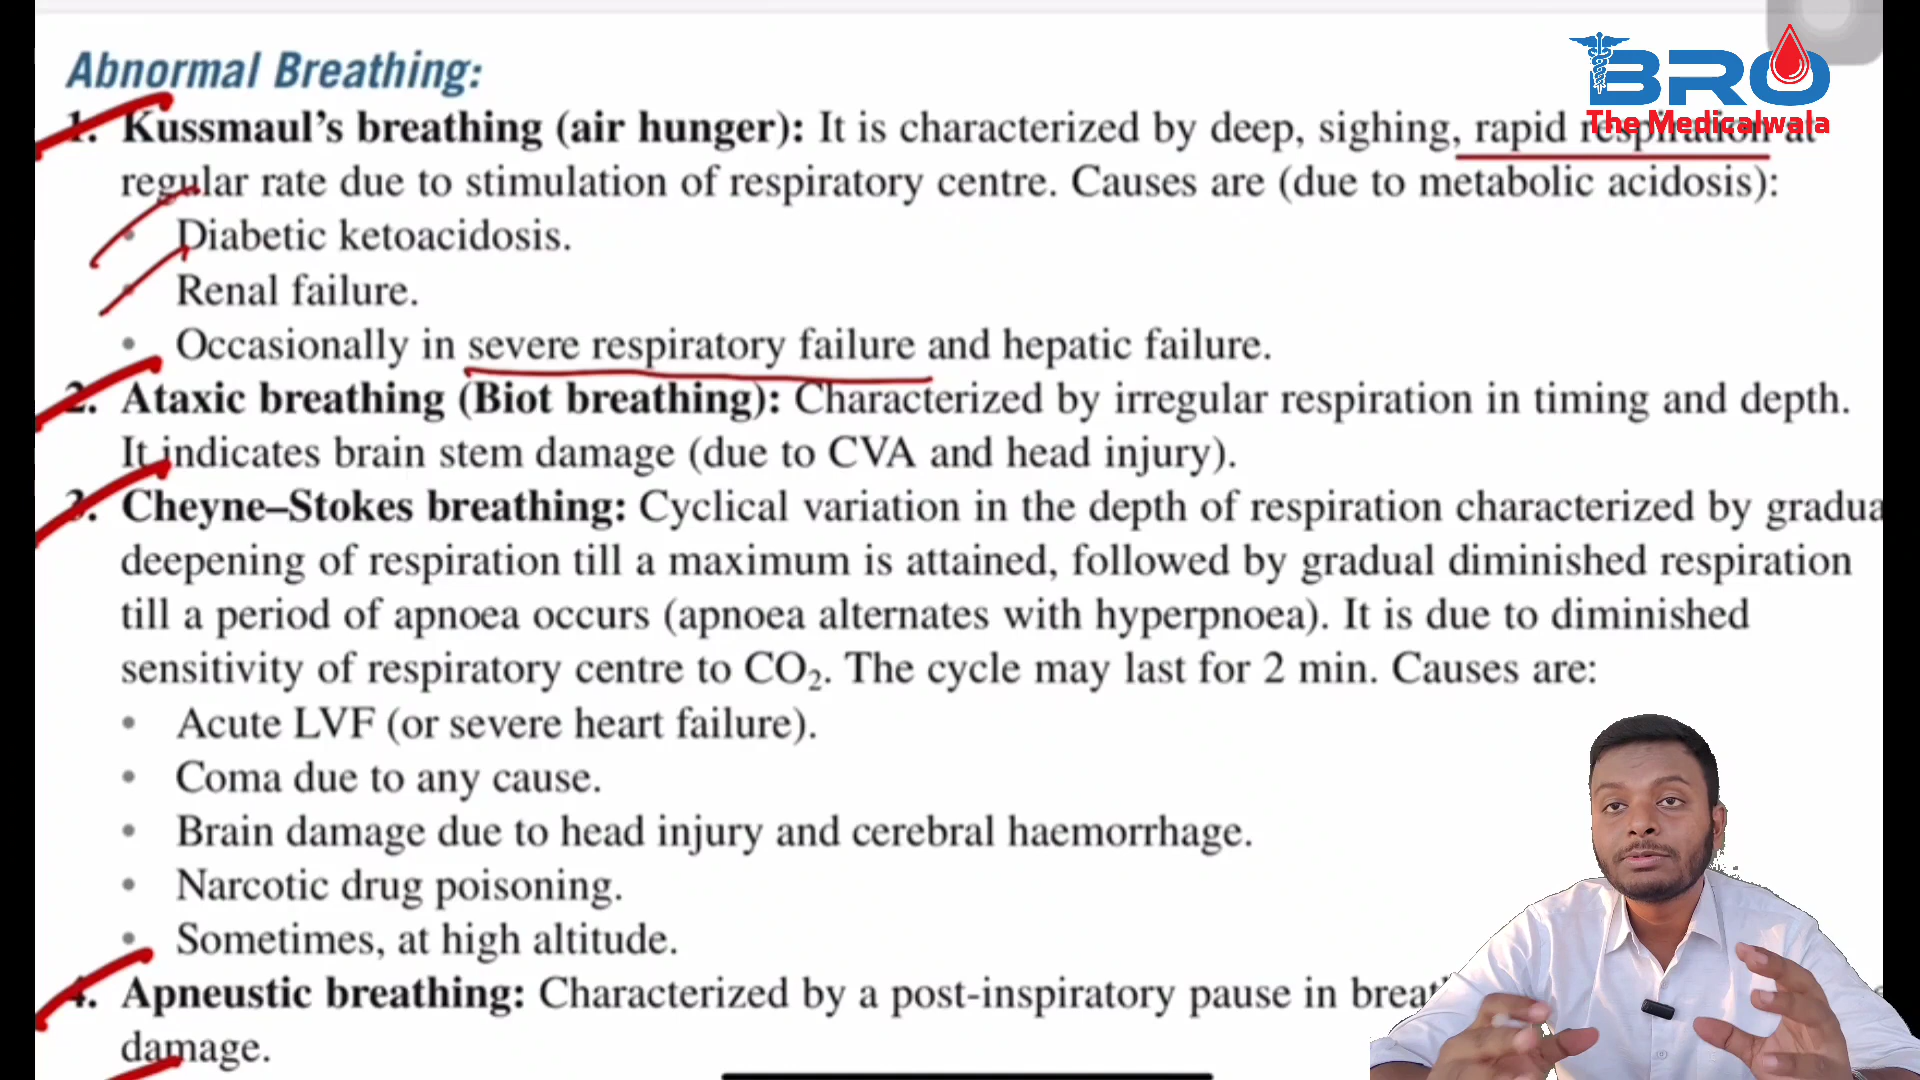 Abnormal Breathing:
BRO
The Medicalwala
1. Kussmaul's breathing (air hunger): It is characterized by deep, sighing, rapid respiration at
regular rate due to stimulation of respiratory centre. Causes are (due to metabolic acidosis):
• Diabetic ketoacidosis.
• Renal failure.
• Occasionally in severe respiratory failure and hepatic failure.
2. Ataxic breathing (Biot breathing): Characterized by irregular respiration in timing and depth.
It indicates brain stem damage (due to CVA and head injury).
3. Cheyne–Stokes breathing: Cyclical variation in the depth of respiration characterized by gradua
deepening of respiration till a maximum is attained, followed by gradual diminished respiration
till a period of apnoea occurs (apnoea alternates with hyperpnoea). It is due to diminished
sensitivity of respiratory centre to CO₂. The cycle may last for 2 min. Causes are:
• Acute LVF (or severe heart failure).
• Coma due to any cause.
• Brain damage due to head injury and cerebral haemorrhage.
• Narcotic drug poisoning.
• Sometimes, at high altitude.
4. Apneustic breathing: Characterized by a post-inspiratory pause in
damage.